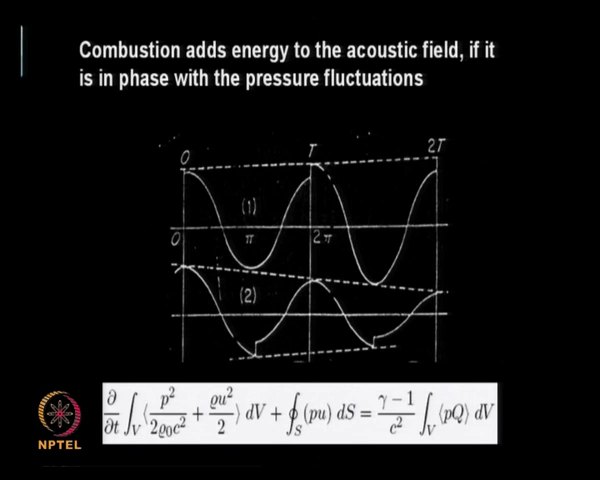 Combustion adds energy to the acoustic field, if it
is in phase with the pressure fluctuations
0 T 2T
(1)
0 π 2π
(2)
∂/∂t ∫_V ⟨p²/2ϱ₀c² + ϱu²/2⟩ dV + ∮_S (pu) dS = γ−1/c² ∫_V ⟨pQ⟩ dV
NPTEL